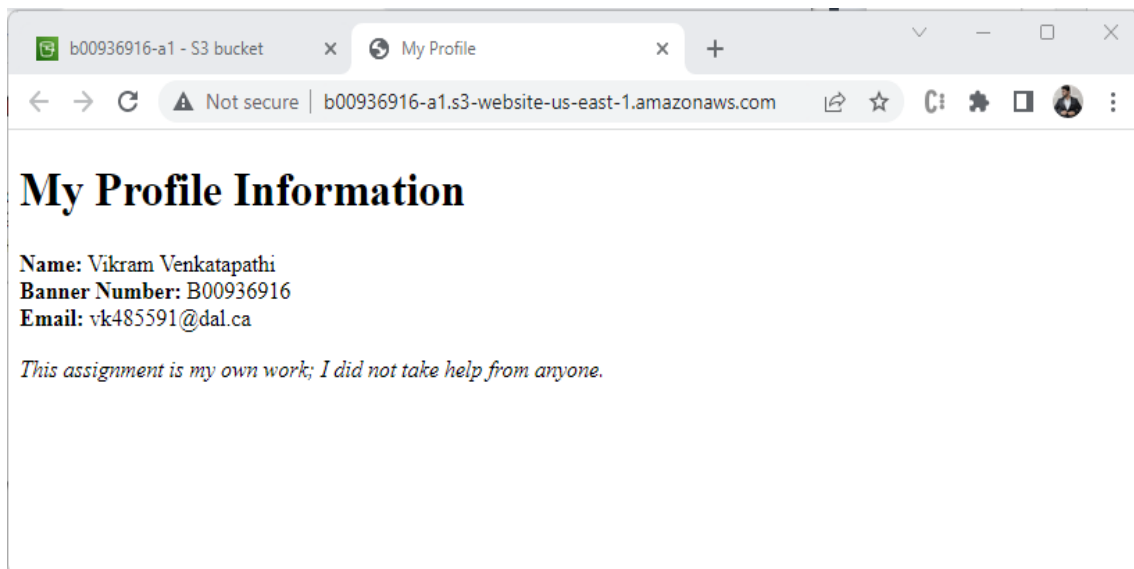 b00936916-a1 - S3 bucket
My Profile
Not secure
b00936916-a1.s3-website-us-east-1.amazonaws.com
My Profile Information
Name: Vikram Venkatapathi
Banner Number: B00936916
Email: vk485591@dal.ca
This assignment is my own work; I did not take help from anyone.